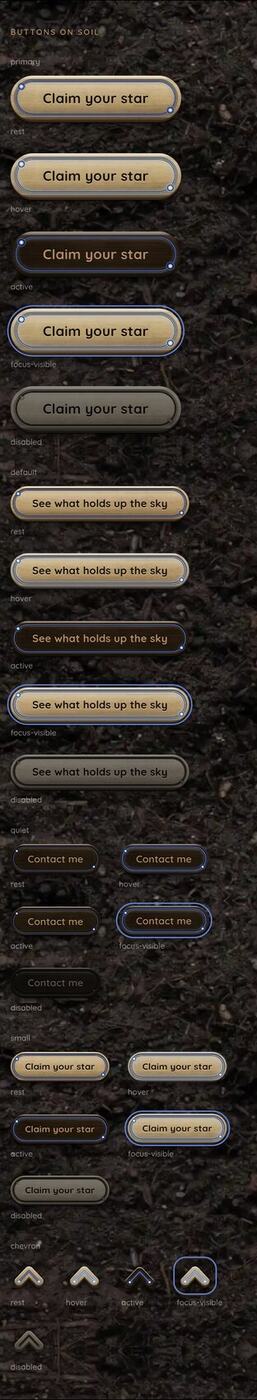 BUTTONS ON SOIL
primary
Claim your star
rest
Claim your star
hover
Claim your star
active
Claim your star
focus-visible
Claim your star
disabled
default
See what holds up the sky
rest
See what holds up the sky
hover
See what holds up the sky
active
See what holds up the sky
focus-visible
See what holds up the sky
disabled
quiet
Contact me Contact me
rest hover
Contact me Contact me
active focus-visible
Contact me
disabled
small
Claim your star Claim your star
rest hover
Claim your star Claim your star
active focus-visible
Claim your star
disabled
chevron
rest hover active focus-visible
disabled